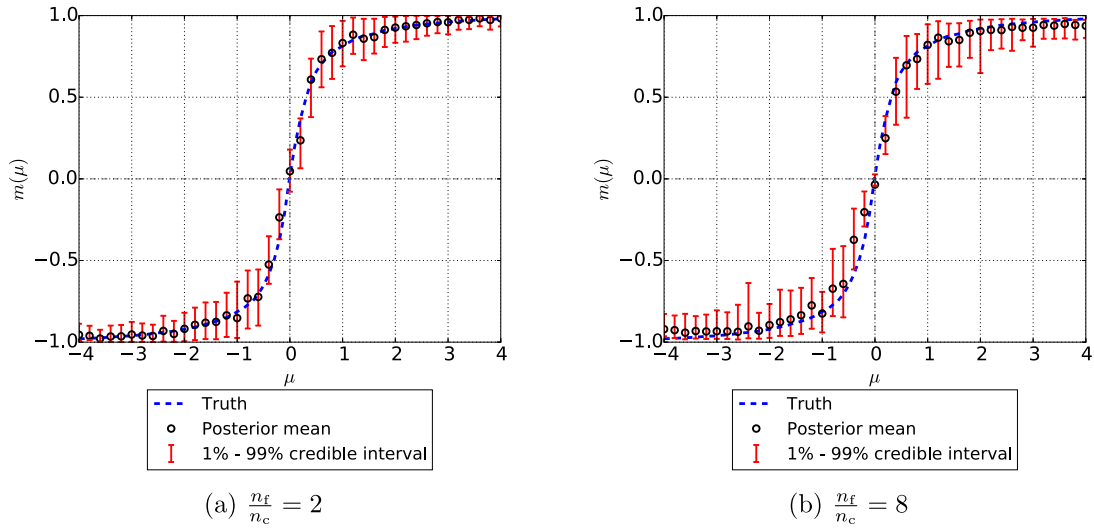 1.0
0.5
0.0
−0.5
−1.0
m(μ)
−4 −3 −2 −1 0 1 2 3 4
μ
Truth
Posterior mean
1% - 99% credible interval
(a) n_f/n_c = 2
1.0
0.5
0.0
−0.5
−1.0
m(μ)
−4 −3 −2 −1 0 1 2 3 4
μ
Truth
Posterior mean
1% - 99% credible interval
(b) n_f/n_c = 8